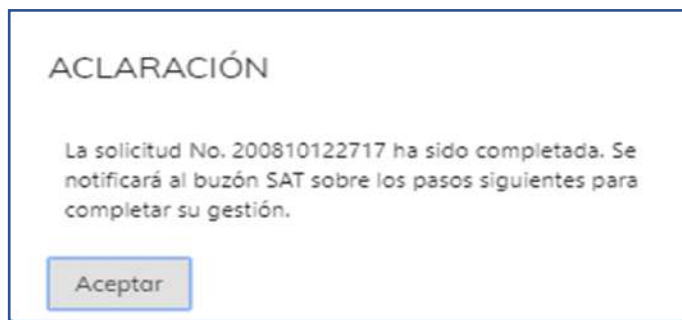 ACLARACIÓN
La solicitud No. 200810122717 ha sido completada. Se
notificará al buzón SAT sobre los pasos siguientes para
completar su gestión.
Aceptar